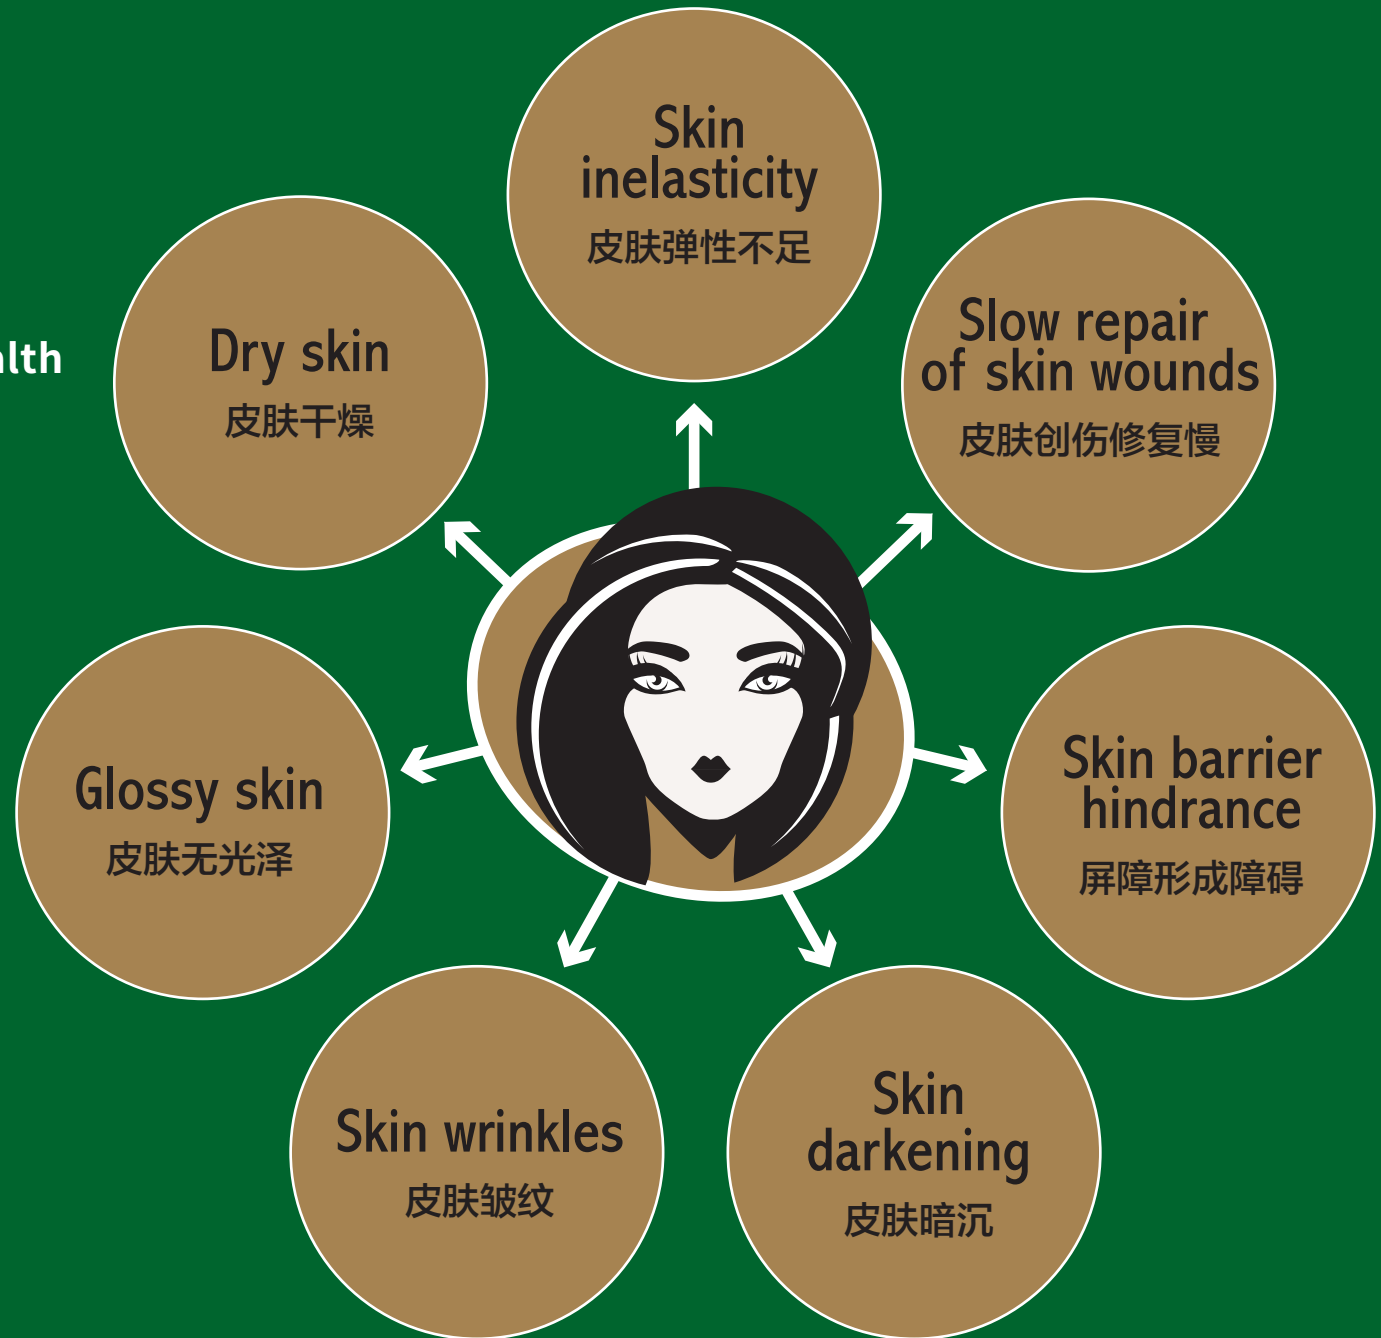 Skin
inelasticity
皮肤弹性不足
Slow repair
of skin wounds
皮肤创伤修复慢
Dry skin
皮肤干燥
alth
Skin barrier
hindrance
屏障形成障碍
Glossy skin
皮肤无光泽
Skin
darkening
皮肤暗沉
Skin wrinkles
皮肤皱纹